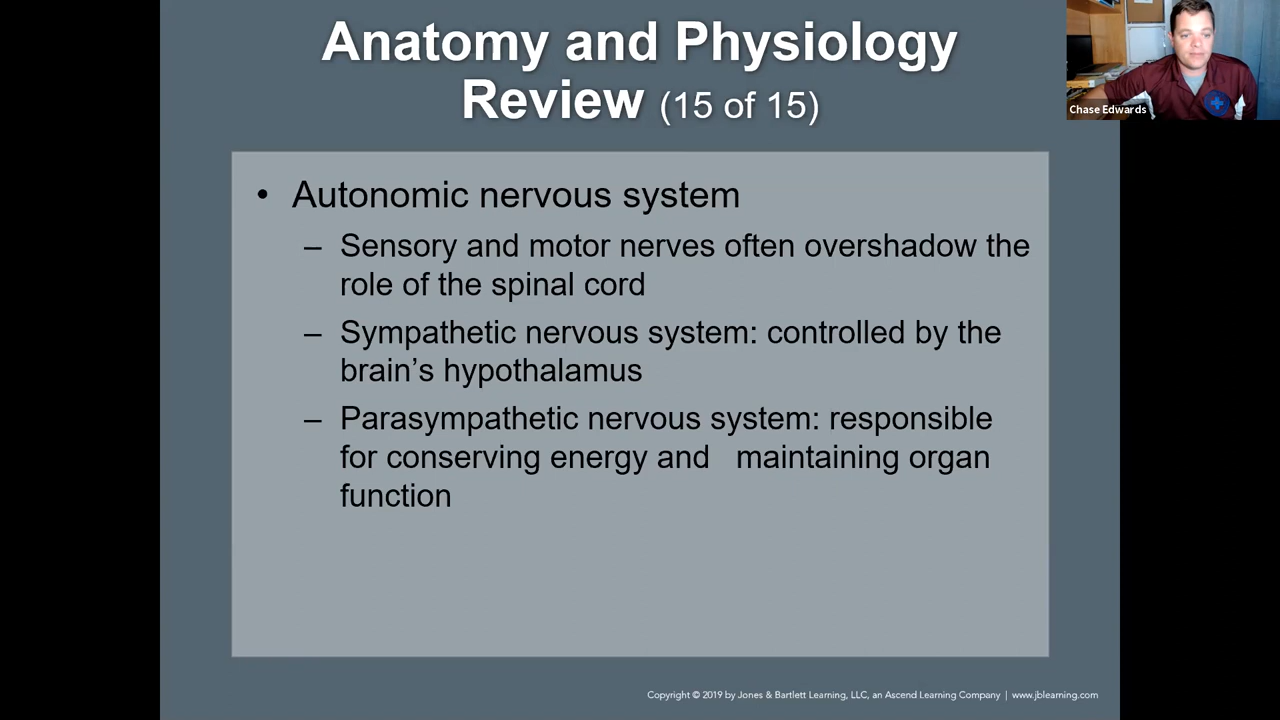 Anatomy and Physiology
Review (15 of 15)
Chase Edwards
• Autonomic nervous system
– Sensory and motor nerves often overshadow the
role of the spinal cord
– Sympathetic nervous system: controlled by the
brain’s hypothalamus
– Parasympathetic nervous system: responsible
for conserving energy and   maintaining organ
function
Copyright © 2019 by Jones & Bartlett Learning, LLC, an Ascend Learning Company | www.jblearning.com